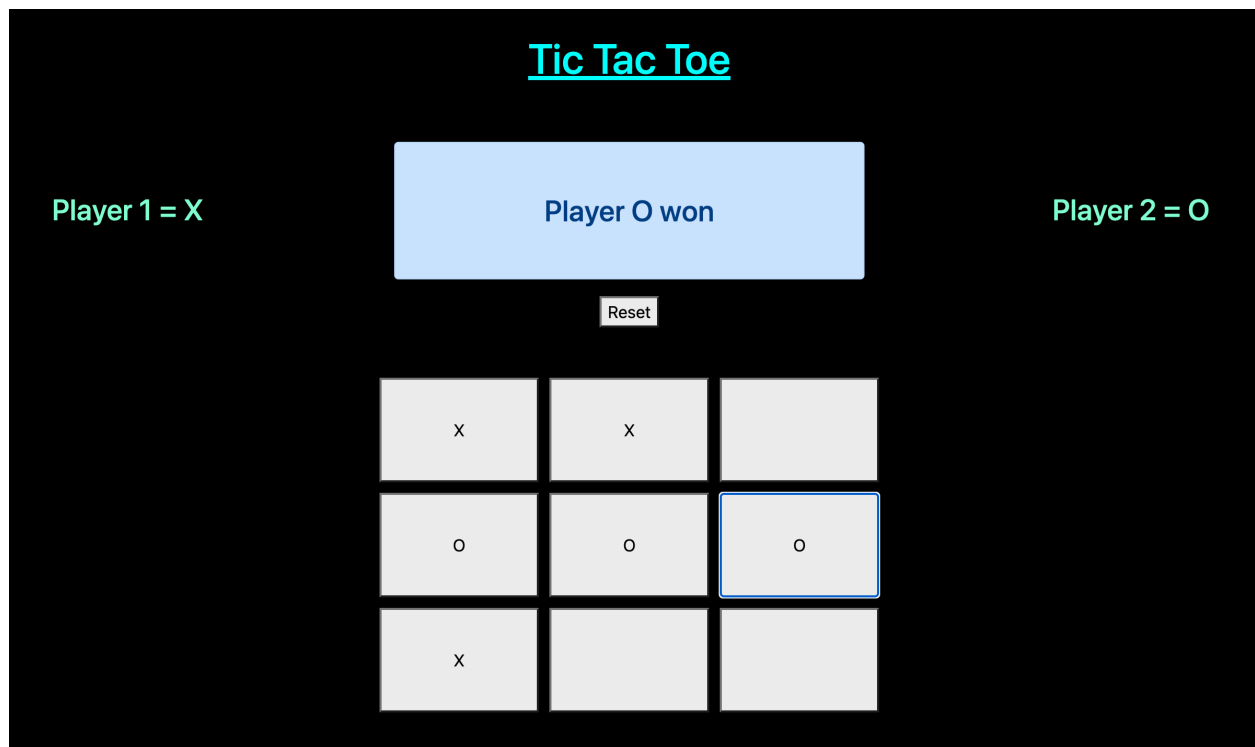 Tic Tac Toe
Player 1 = X
Player O won
Player 2 = O
Reset
X X
O O O
X